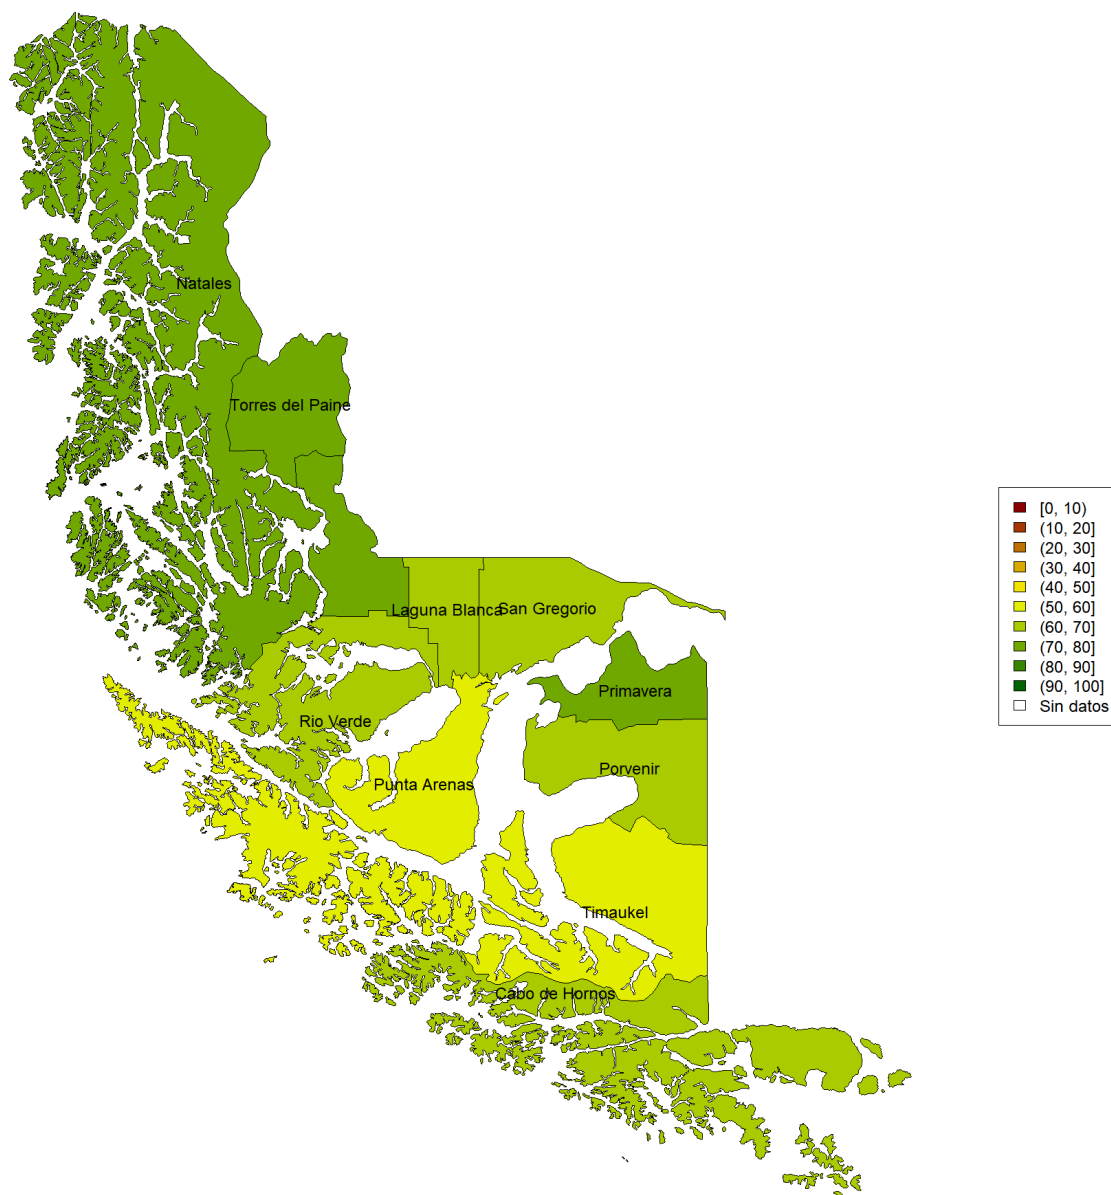 Natales
Torres del Paine
Laguna Blanca
San Gregorio
Primavera
Rio Verde
Porvenir
Punta Arenas
Timaukel
Cabo de Hornos
[0, 10)
(10, 20]
(20, 30]
(30, 40]
(40, 50]
(50, 60]
(60, 70]
(70, 80]
(80, 90]
(90, 100]
Sin datos